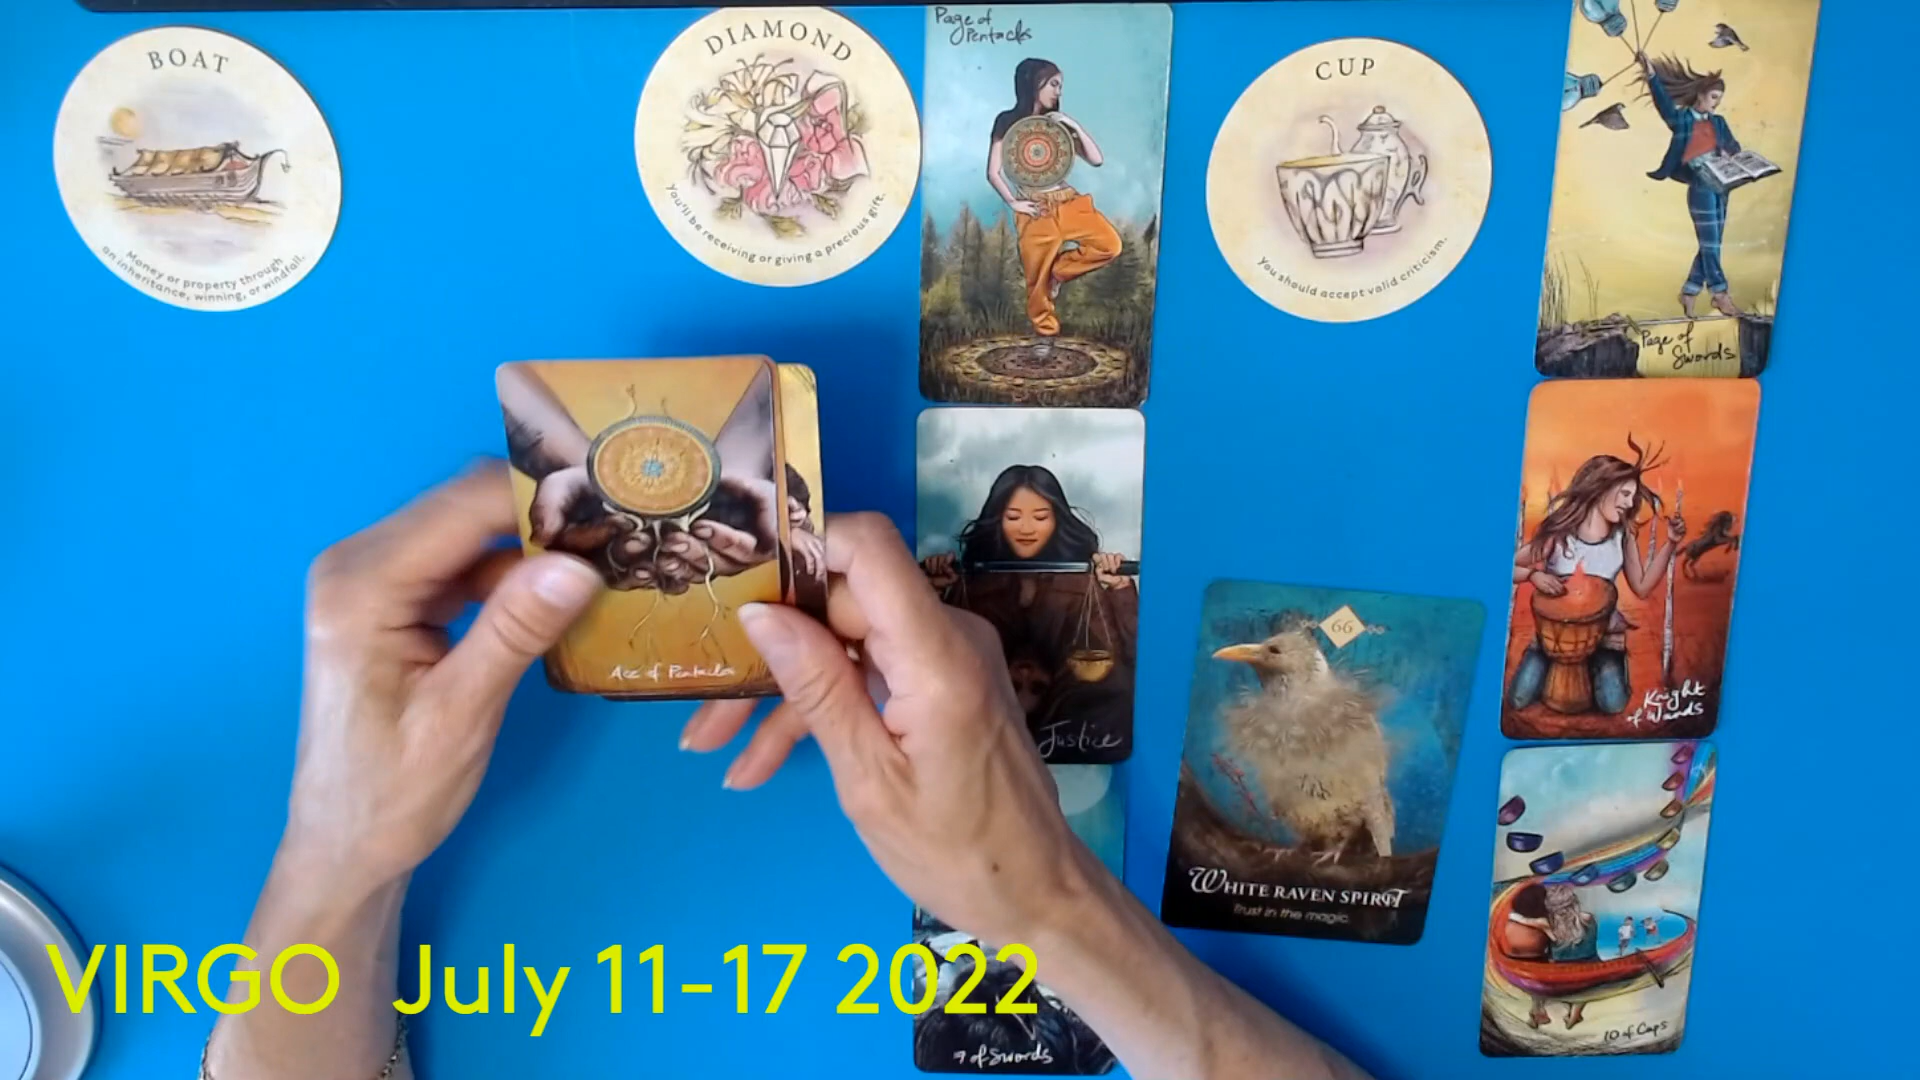 BOAT
Money or property through
an inheritance, winning, or windfall.
DIAMOND
You'll be receiving or giving a precious gift.
Page of
Pentacles
CUP
You should accept valid criticism.
Page of
Swords
Ace of Pentacles
Justice
Knight
of Wands
66
WHITE RAVEN SPIRIT
Trust in the magic.
10 of Cups
9 of Swords
VIRGO July 11-17 2022